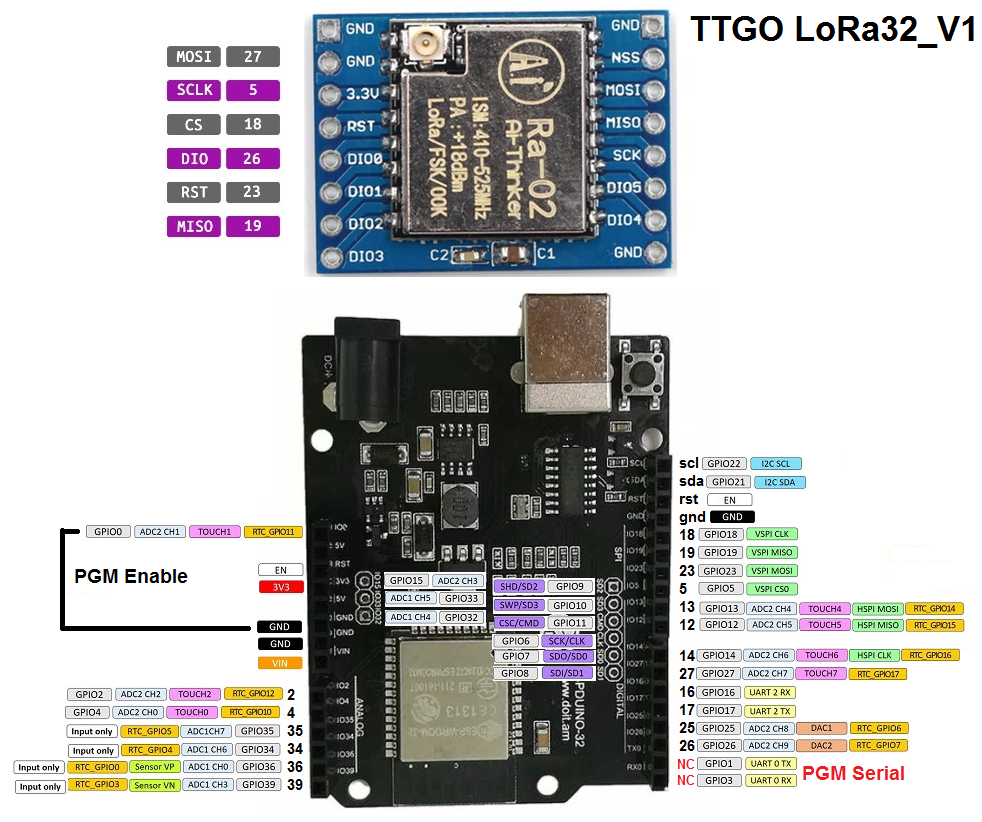 TTGO LoRa32_V1
MOSI 27
SCLK 5
CS 18
DIO 26
RST 23
MISO 19
GND
GND
3.3V
RST
DIO0
DIO1
DIO2
DIO3
GND
NSS
MOSI
MISO
SCK
DIO5
DIO4
GND
Ai
Ra-02
Ai-Thinker
ISM:410-525MHz
PA:+18dBm
LoRa/FSK/OOK
C2 C1
scl GPIO22 I2C SCL
sda GPIO21 I2C SDA
rst EN
gnd GND
18 GPIO18 VSPI CLK
19 GPIO19 VSPI MISO
23 GPIO23 VSPI MOSI
5 GPIO5 VSPI CS0
13 GPIO13 ADC2 CH4 TOUCH4 HSPI MOSI RTC_GPIO14
12 GPIO12 ADC2 CH5 TOUCH5 HSPI MISO RTC_GPIO15
14 GPIO14 ADC2 CH6 TOUCH6 HSPI CLK RTC_GPIO16
27 GPIO27 ADC2 CH7 TOUCH7 RTC_GPIO17
16 GPIO16 UART 2 RX
17 GPIO17 UART 2 TX
25 GPIO25 ADC2 CH8 DAC1 RTC_GPIO6
26 GPIO26 ADC2 CH9 DAC2 RTC_GPIO7
NC GPIO1 UART 0 TX
NC GPIO3 UART 0 RX
PGM Serial
GPIO0 ADC2 CH1 TOUCH1 RTC_GPIO11
PGM Enable
EN
3V3
GND
GND
VIN
GPIO2 ADC2 CH2 TOUCH2 RTC_GPIO12 2
GPIO4 ADC2 CH0 TOUCH0 RTC_GPIO10 4
Input only RTC_GPIO5 ADC1CH7 GPIO35 35
Input only RTC_GPIO4 ADC1 CH6 GPIO34 34
Input only RTC_GPIO0 Sensor VP ADC1 CH0 GPIO36 36
Input only RTC_GPIO3 Sensor VN ADC1 CH3 GPIO39 39
GPIO15 ADC2 CH3
ADC1 CH5 GPIO33
ADC1 CH4 GPIO32
SHD/SD2 GPIO9
SWP/SD3 GPIO10
CSC/CMD GPIO11
GPIO6 SCK/CLK
GPIO7 SDO/SD0
GPIO8 SDI/SD1
SCL
RST
GND
IO18
IO19
IO23
IO5
IO14
IO27
IO16
IO17
IO25
IO26
TX0
RX0
SPI
DIGITAL
5V
RST
3V3
5V
GND
GND
VIN
IO2
IO4
IO35
IO34
IO36
IO39
ANALOG
PDUINO-32
www.doit.am